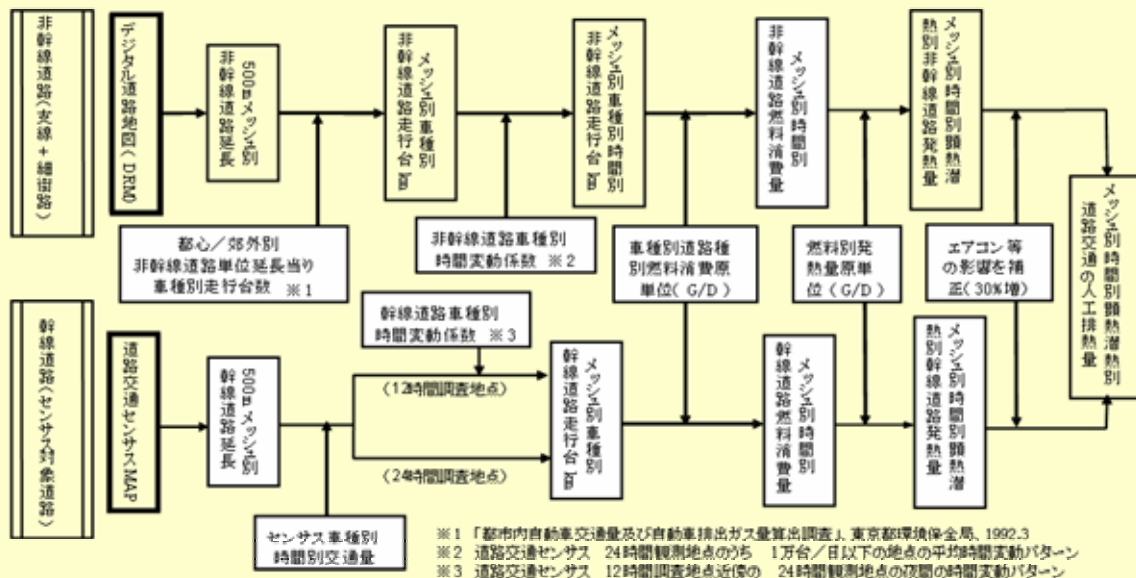 非幹線道路(支線+細街路)
デジタル道路地図(DRM)
500mメッシュ別
非幹線道路延長
メッシュ別車種別
非幹線道路走行台km
メッシュ別車種別時間別
非幹線道路走行台km
メッシュ別時間別
非幹線道路燃料消費量
メッシュ別時間別顕熱潜
熱別非幹線道路発熱量
メッシュ別時間別顕熱潜熱別
道路交通の人工排熱量
都心/郊外別
非幹線道路単位延長当り
車種別走行台数 ※1
非幹線道路車種別
時間変動係数 ※2
車種別道路種
別燃料消費原
単位(G/D)
燃料別発
熱量原単
位(G/D)
エアコン等
の影響を補
正(30%増)
幹線道路車種別
時間変動係数 ※3
幹線道路(センサス対象道路)
道路交通センサスMAP
500mメッシュ別
幹線道路延長
(12時間調査地点)
(24時間調査地点)
メッシュ別車種別
幹線道路走行台km
メッシュ別時間別
幹線道路燃料消費量
メッシュ別時間別顕熱潜
熱別幹線道路発熱量
センサス車種別
時間別交通量
※1 「都市内自動車交通量及び自動車排出ガス量算出調査」、東京都環境保全局、1992.3
※2 道路交通センサス 24時間観測地点のうち 1万台/日以下の地点の平均時間変動パターン
※3 道路交通センサス 12時間調査地点近傍の 24時間観測地点の夜間の時間変動パターン